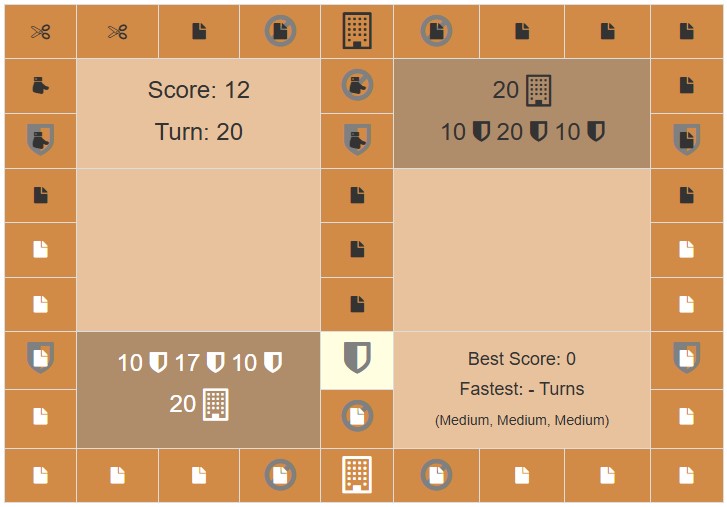 Score: 12
Turn: 20
20
10 20 10
10 17 10
20
Best Score: 0
Fastest: - Turns
(Medium, Medium, Medium)